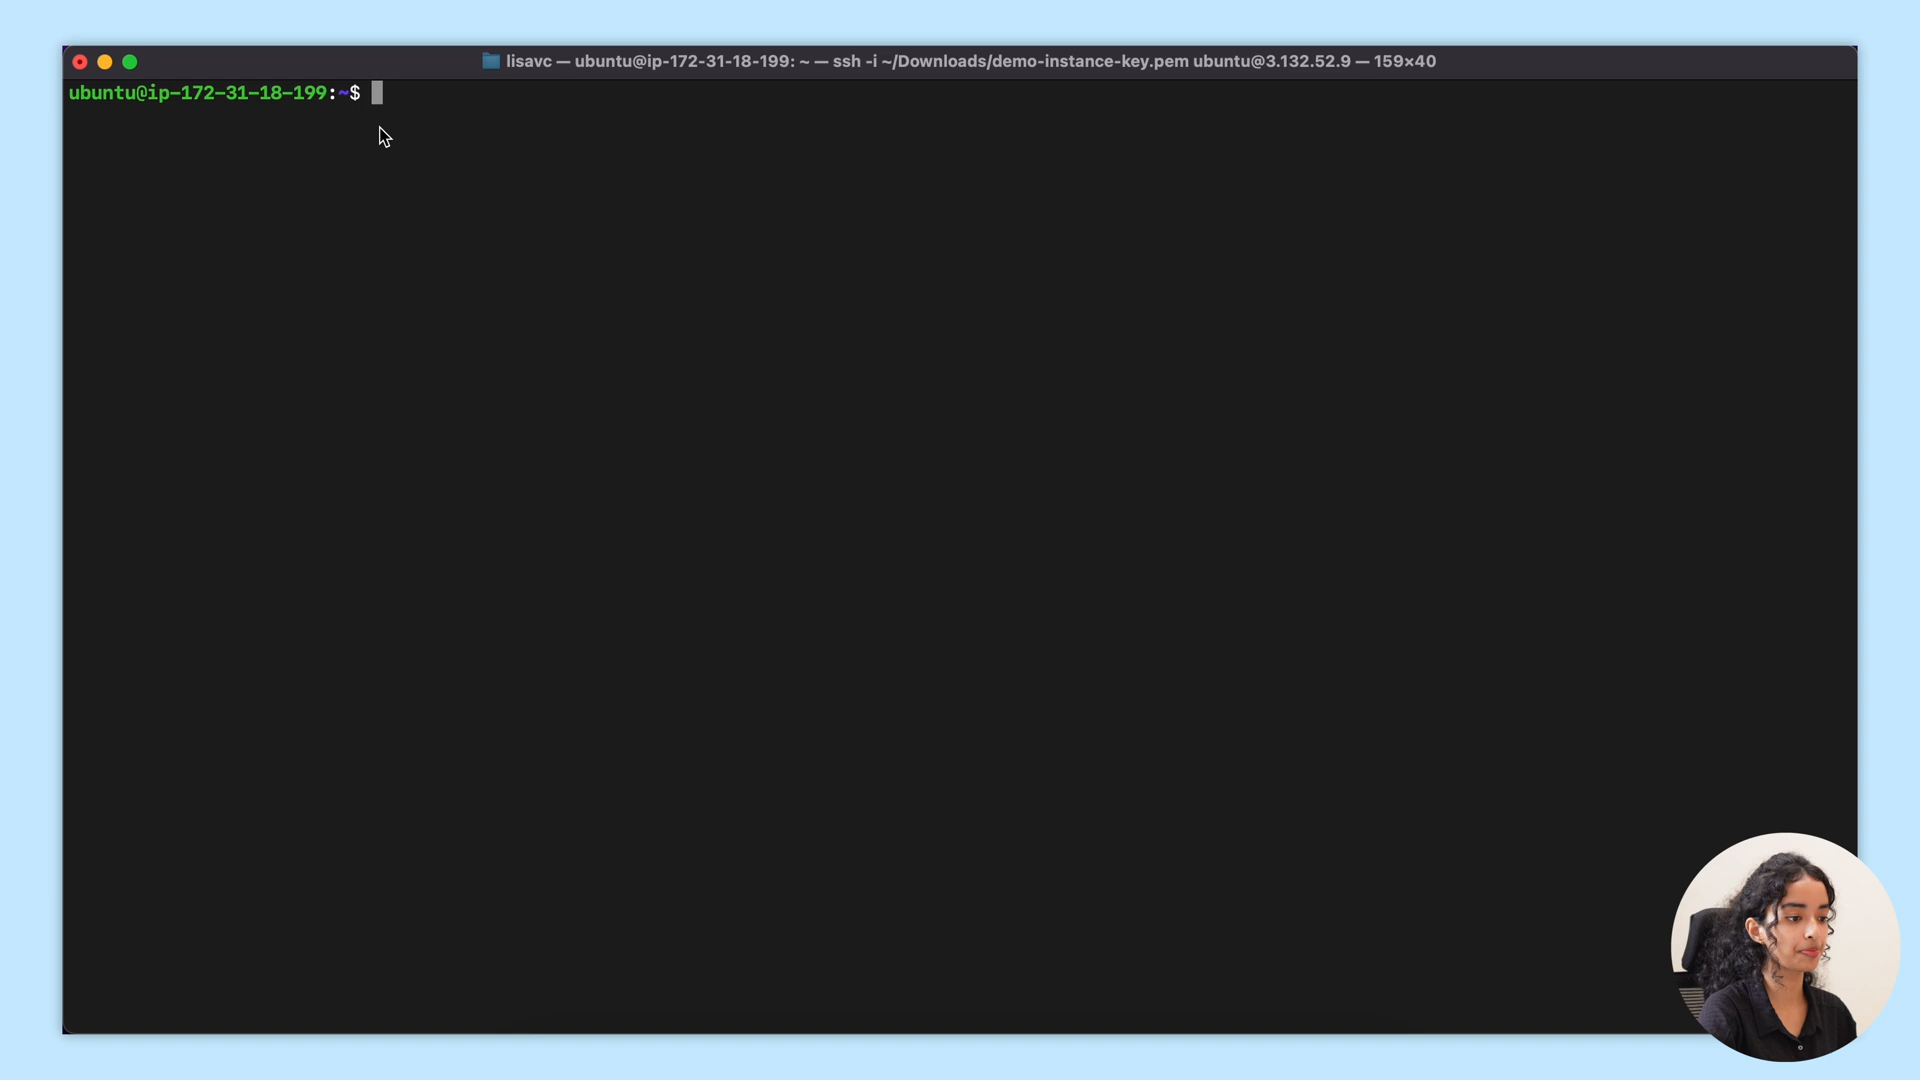 lisavc — ubuntu@ip-172-31-18-199: ~ — ssh -i ~/Downloads/demo-instance-key.pem ubuntu@3.132.52.9 — 159×40
ubuntu@ip-172-31-18-199:~$